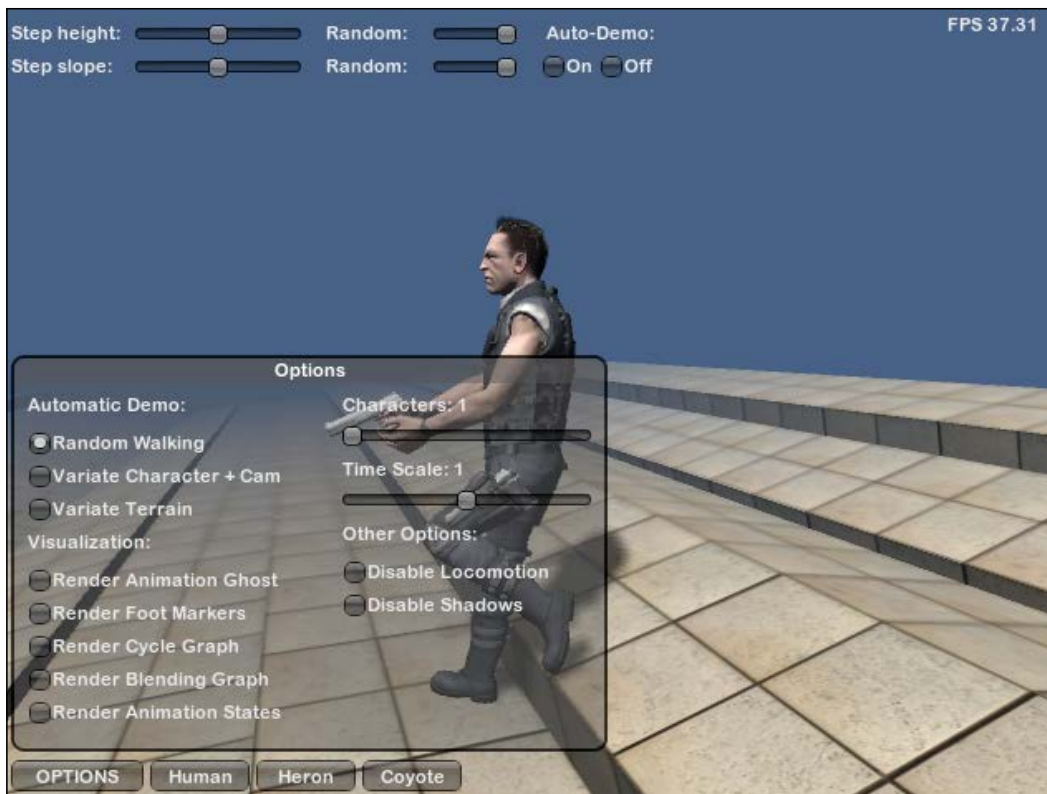 Step height: Random: Auto-Demo: FPS 37.31
Step slope: Random: On Off
Options
Automatic Demo: Characters: 1
Random Walking
Variate Character + Cam Time Scale: 1
Variate Terrain
Visualization: Other Options:
Render Animation Ghost Disable Locomotion
Render Foot Markers Disable Shadows
Render Cycle Graph
Render Blending Graph
Render Animation States
OPTIONS Human Heron Coyote